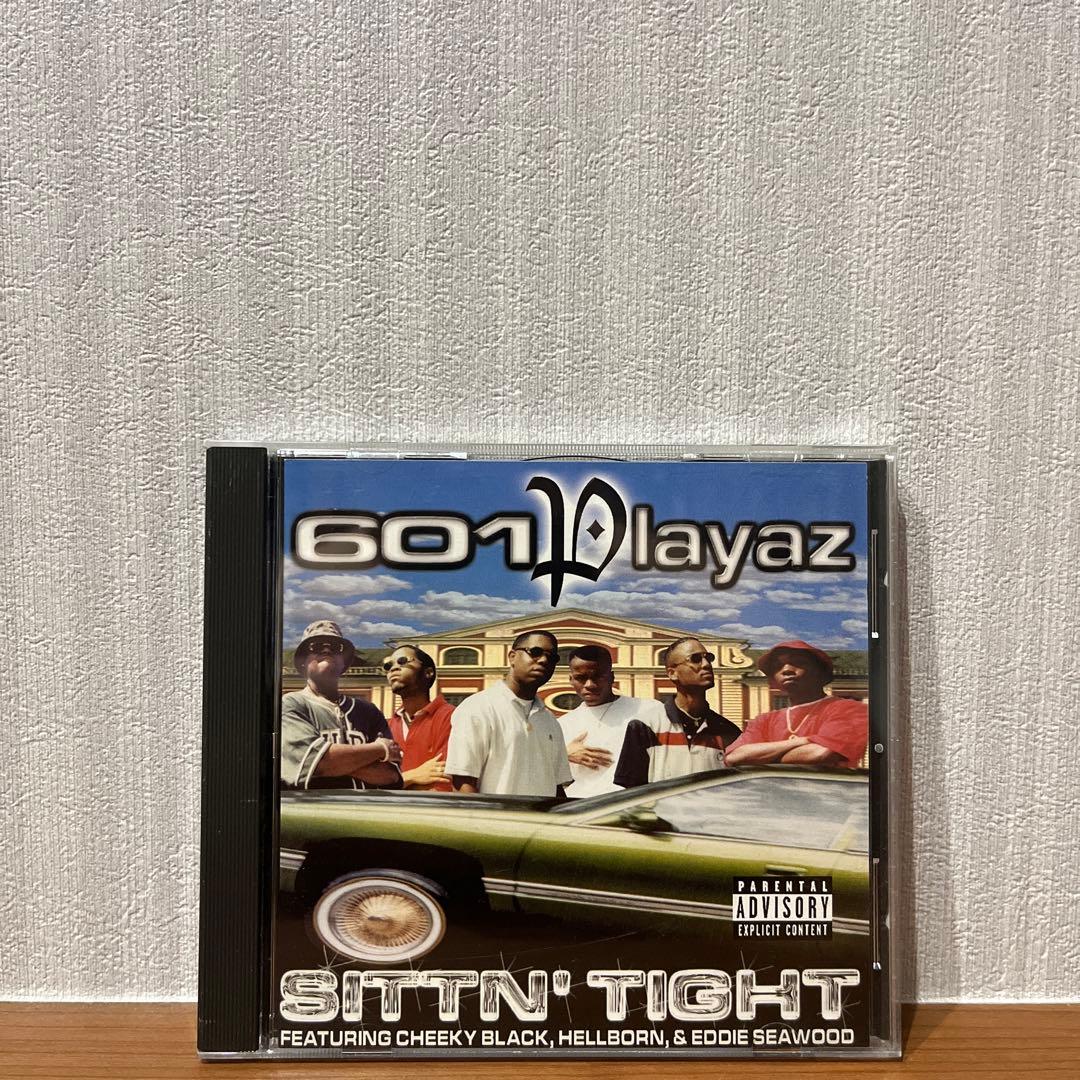 601 Playaz
PARENTAL
ADVISORY
EXPLICIT CONTENT
SITTN' TIGHT
FEATURING CHEEKY BLACK, HELLBORN, & EDDIE SEAWOOD